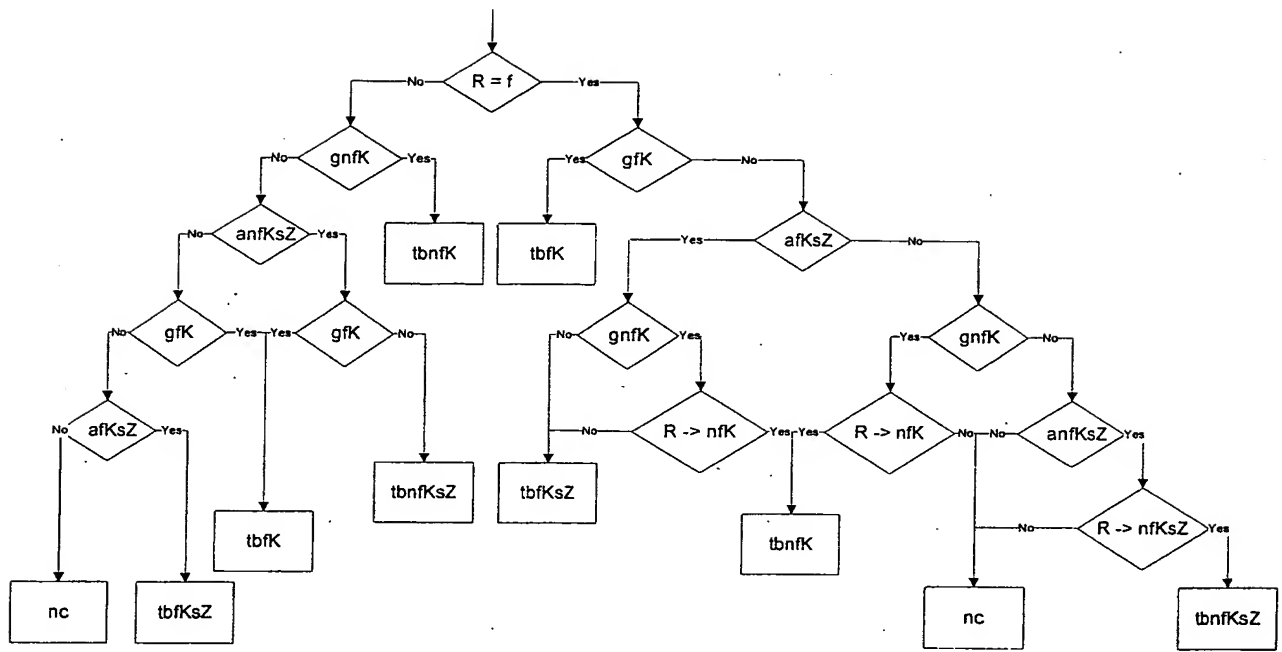 No R = f Yes
No gnfK Yes Yes gfK No
No anfKsZ Yes tbnfK tbfK Yes afKsZ No
No gfK Yes Yes gfK No No gnfK Yes Yes gnfK No
No afKsZ Yes No R -> nfK Yes Yes R -> nfK No No anfKsZ Yes
tbnfKsZ tbfKsZ
No R -> nfKsZ Yes
tbfK tbnfK
nc tbfKsZ nc tbnfKsZ